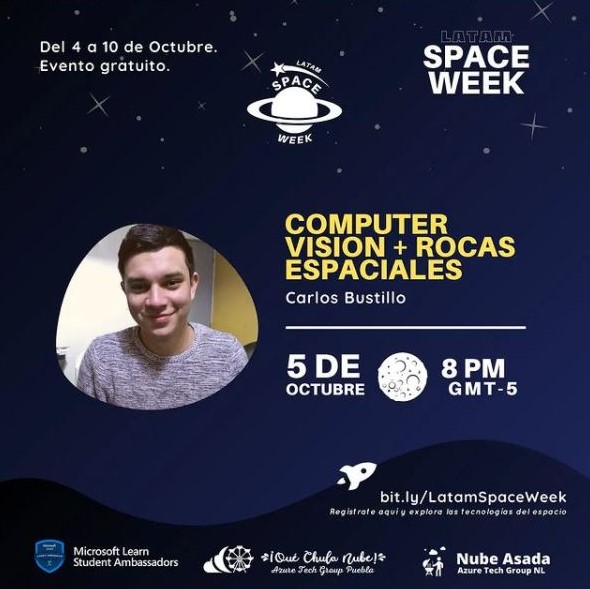 Del 4 a 10 de Octubre.
Evento gratuito.
LATAM
SPACE
WEEK
LATAM
SPACE
WEEK
COMPUTER
VISION + ROCAS
ESPACIALES
Carlos Bustillo
5 DE
OCTUBRE
8 PM
GMT-5
bit.ly/LatamSpaceWeek
Regístrate aquí y explora las tecnologías del espacio
Microsoft Learn
Student Ambassadors
¡Qué Chula Nube!
Azure Tech Group Puebla
Nube Asada
Azure Tech Group NL